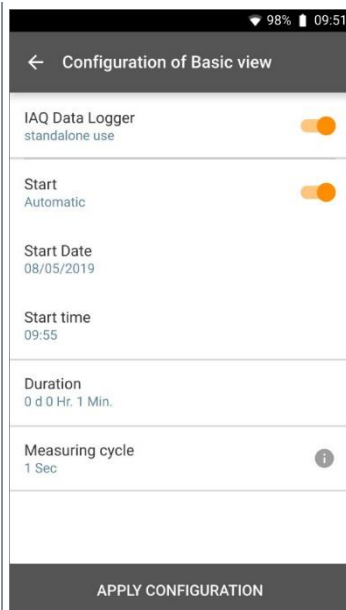 98% 09:51
Configuration of Basic view
IAQ Data Logger
standalone use
Start
Automatic
Start Date
08/05/2019
Start time
09:55
Duration
0 d 0 Hr. 1 Min.
Measuring cycle
1 Sec
APPLY CONFIGURATION